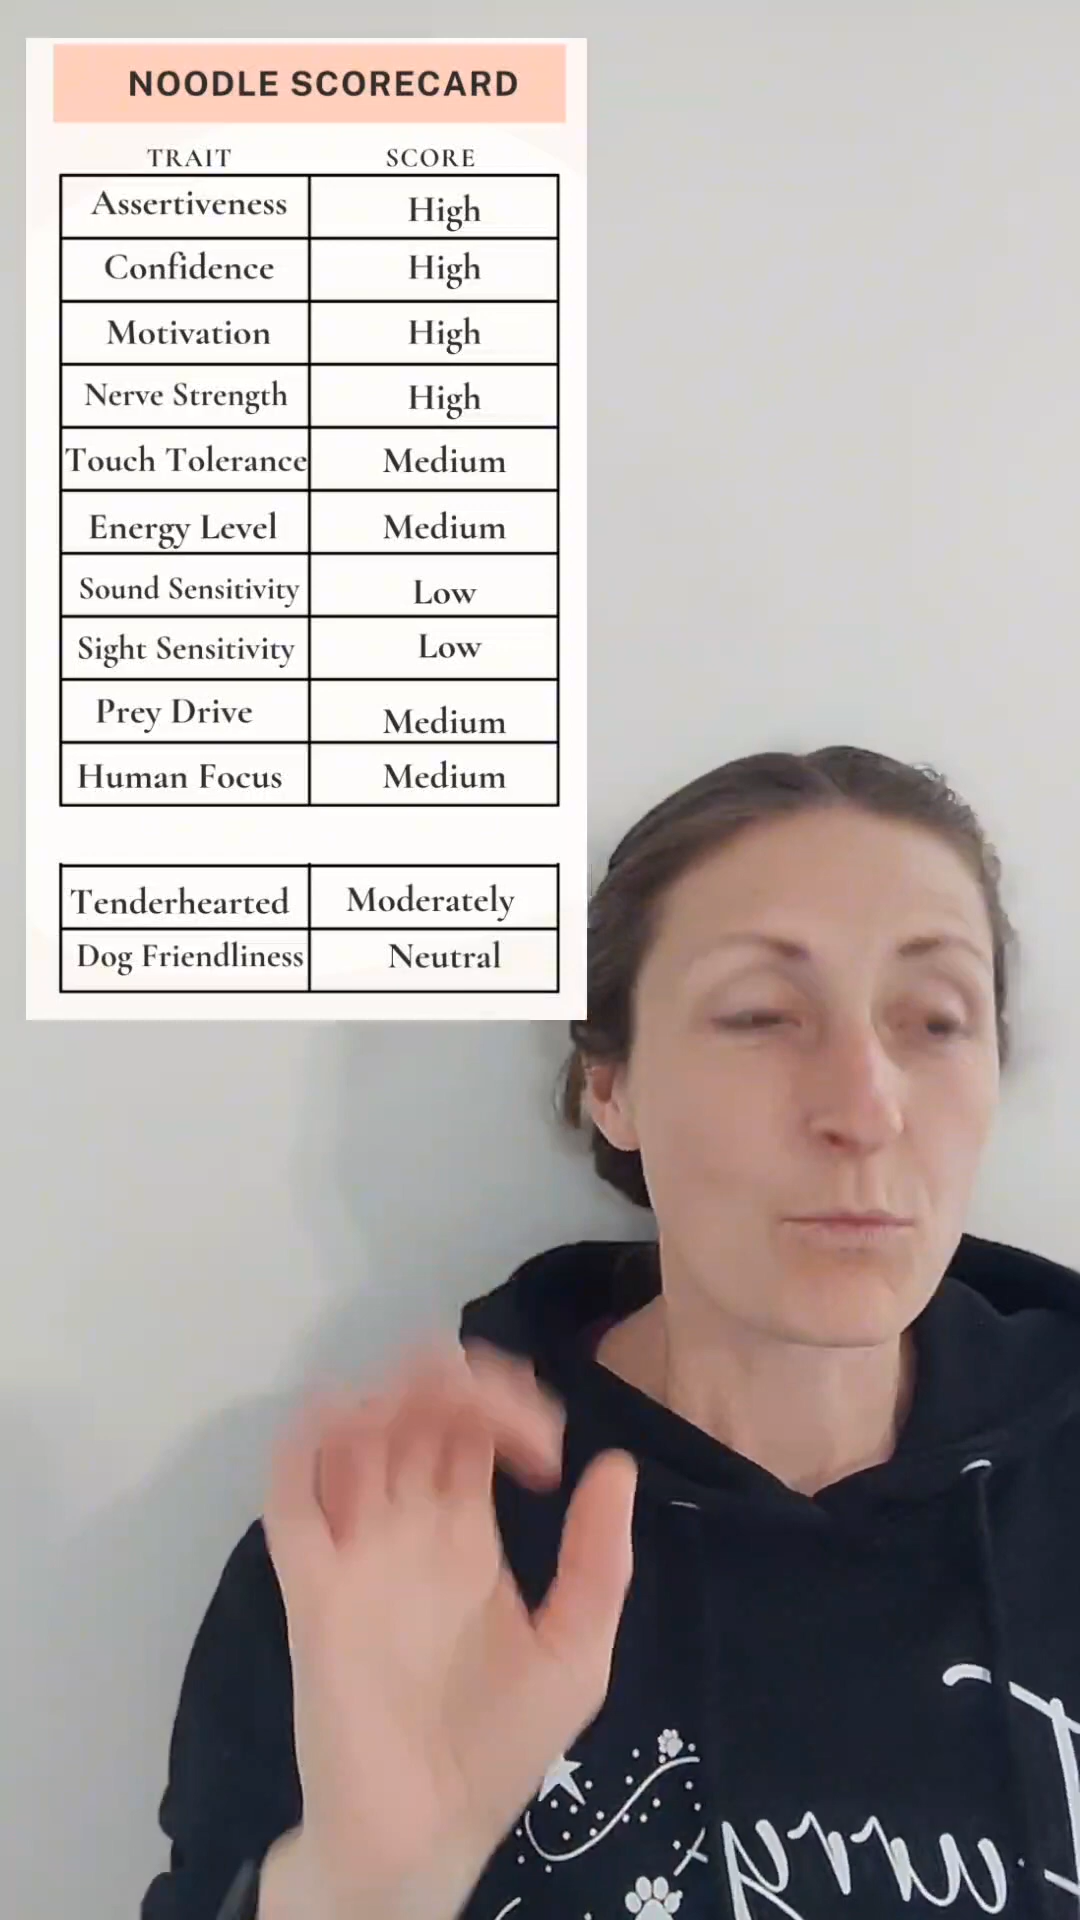 NOODLE SCORECARD
TRAIT SCORE
Assertiveness High
Confidence High
Motivation High
Nerve Strength High
Touch Tolerance Medium
Energy Level Medium
Sound Sensitivity Low
Sight Sensitivity Low
Prey Drive Medium
Human Focus Medium
Tenderhearted Moderately
Dog Friendliness Neutral